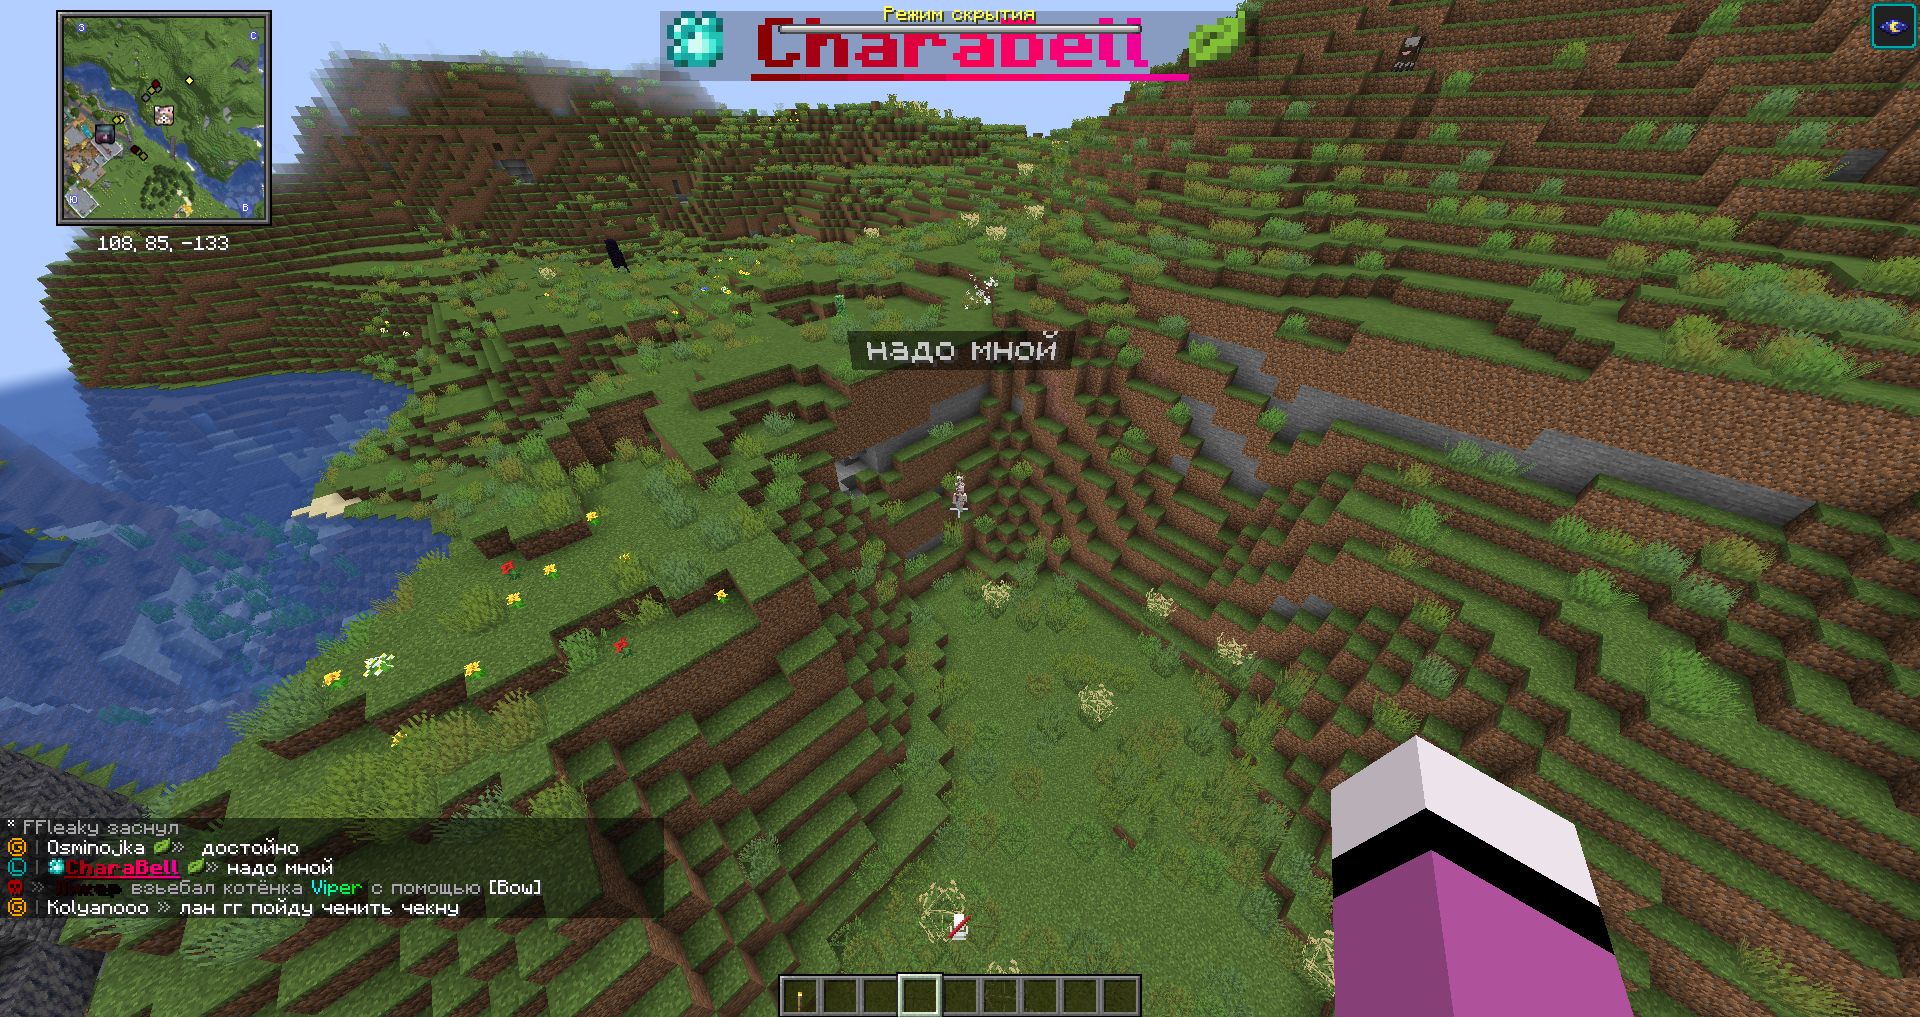 Режим скрытия
CharaBell
З
С
Ю
В
108, 85, -133
надо мной
* FFleaky заснул
G | Osminojka » достойно
L | CharaBell » надо мной
» взьебал котёнка Viper с помощью [Bow]
G | Kolyanooo » лан гг пойду ченить чекну